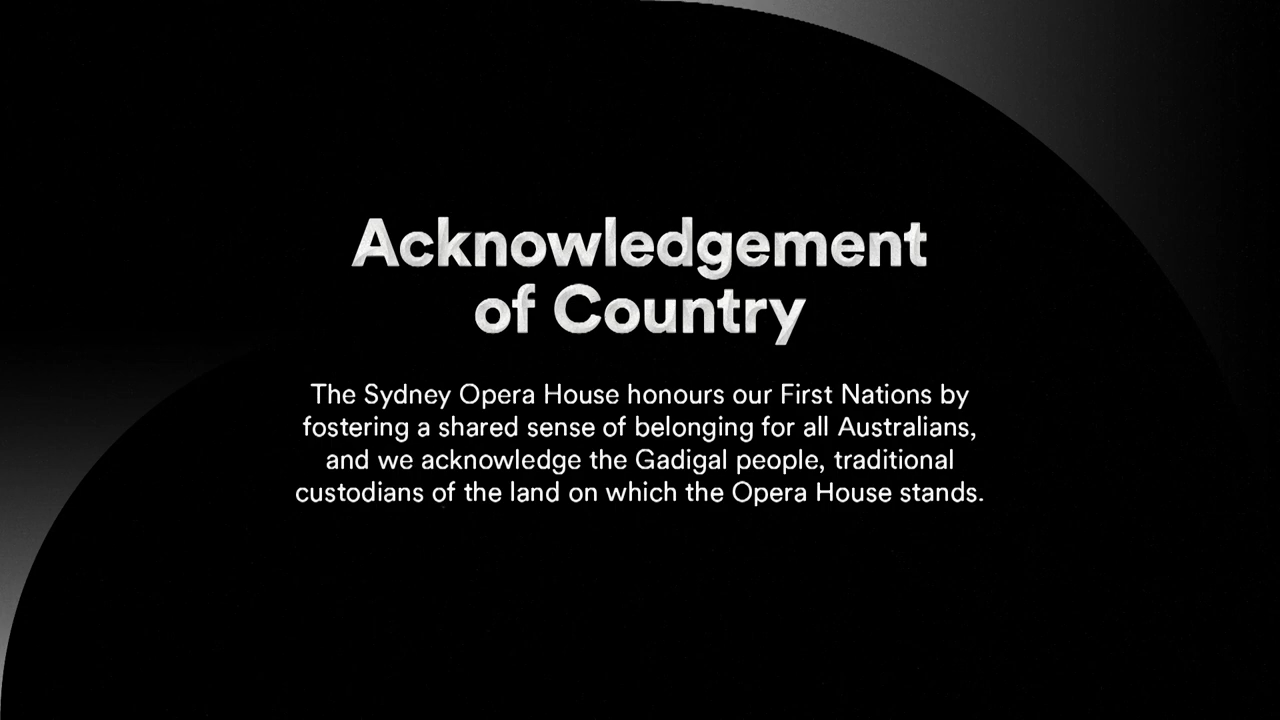 Acknowledgement
of Country
The Sydney Opera House honours our First Nations by
fostering a shared sense of belonging for all Australians,
and we acknowledge the Gadigal people, traditional
custodians of the land on which the Opera House stands.